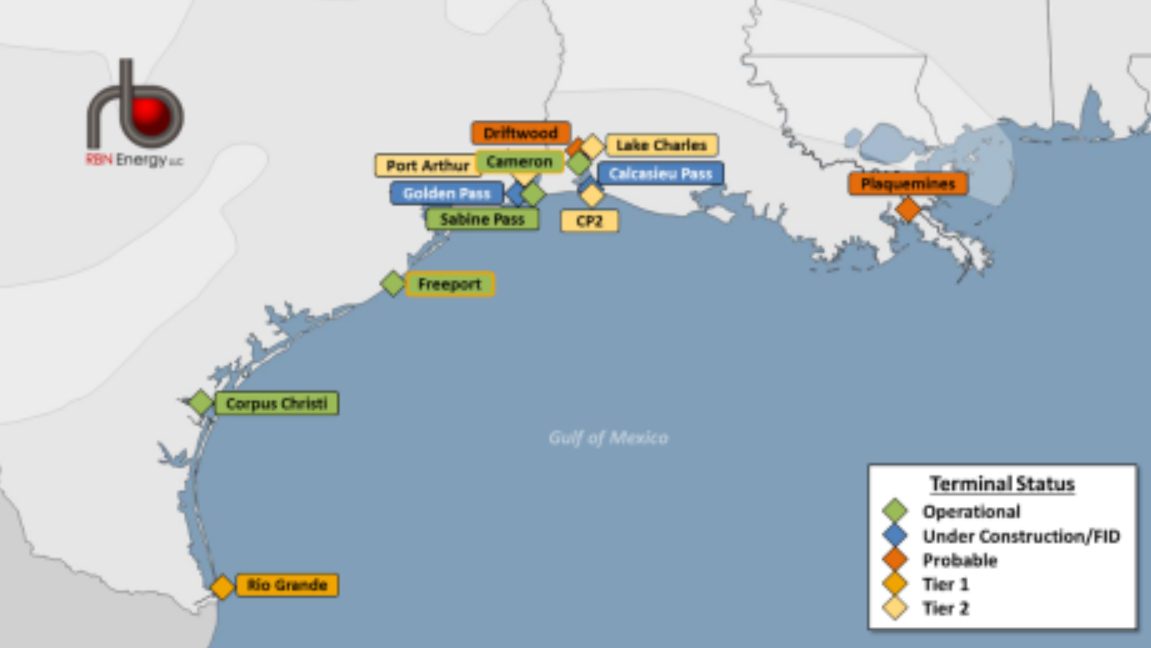 RBN Energy LLC
Driftwood
Lake Charles
Port Arthur
Cameron
Calcasieu Pass
Golden Pass
Plaquemines
Sabine Pass
CP2
Freeport
Corpus Christi
Gulf of Mexico
Rio Grande
Terminal Status
Operational
Under Construction/FID
Probable
Tier 1
Tier 2